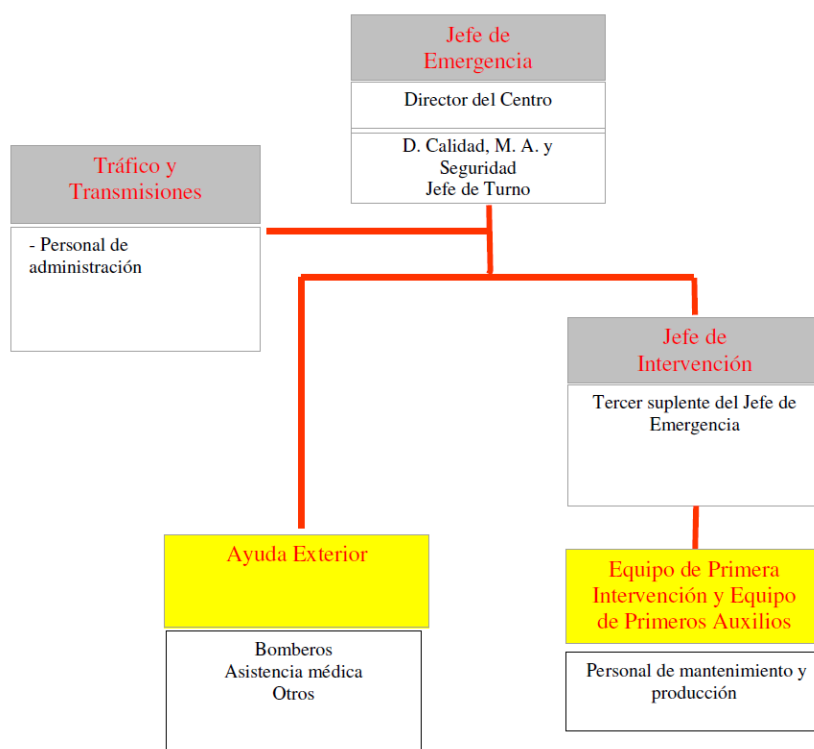 Jefe de
Emergencia
Director del Centro
D. Calidad, M. A. y
Seguridad
Jefe de Turno
Tráfico y
Transmisiones
- Personal de
administración
Jefe de
Intervención
Tercer suplente del Jefe de
Emergencia
Ayuda Exterior
Bomberos
Asistencia médica
Otros
Equipo de Primera
Intervención y Equipo
de Primeros Auxilios
Personal de mantenimiento y
producción